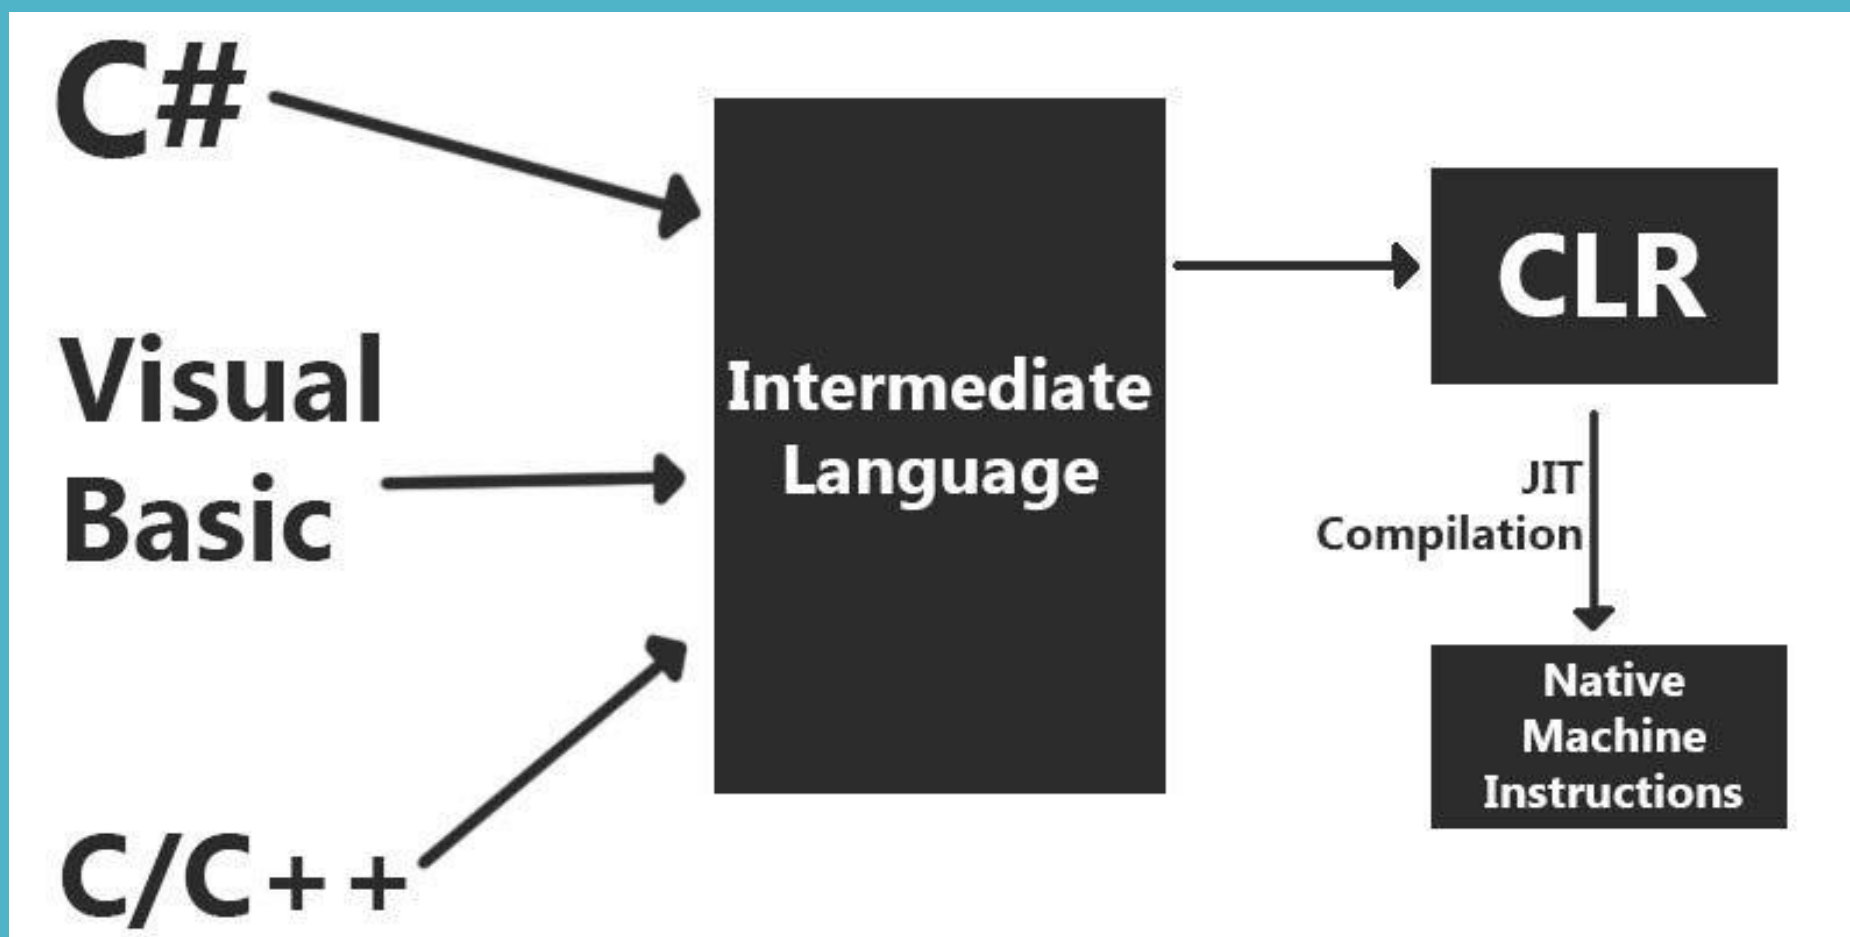 C#
Visual
Basic
C/C++
Intermediate
Language
CLR
JIT
Compilation
Native
Machine
Instructions